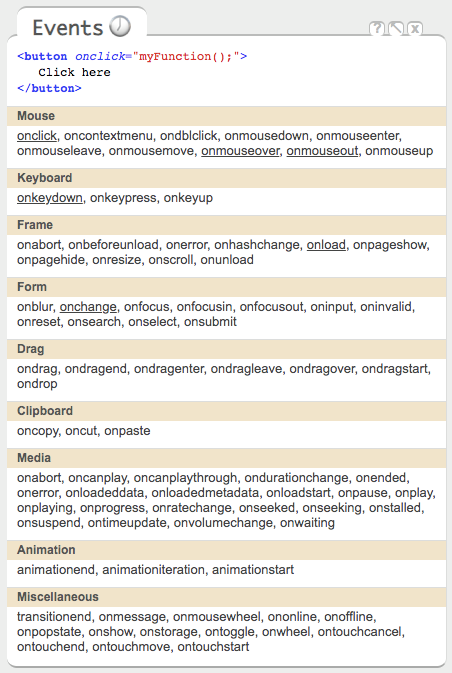 Events
? x
<button onclick="myFunction();">
Click here
</button>
Mouse
onclick, oncontextmenu, ondblclick, onmousedown, onmouseenter,
onmouseleave, onmousemove, onmouseover, onmouseout, onmouseup
Keyboard
onkeydown, onkeypress, onkeyup
Frame
onabort, onbeforeunload, onerror, onhashchange, onload, onpageshow,
onpagehide, onresize, onscroll, onunload
Form
onblur, onchange, onfocus, onfocusin, onfocusout, oninput, oninvalid,
onreset, onsearch, onselect, onsubmit
Drag
ondrag, ondragend, ondragenter, ondragleave, ondragover, ondragstart,
ondrop
Clipboard
oncopy, oncut, onpaste
Media
onabort, oncanplay, oncanplaythrough, ondurationchange, onended,
onerror, onloadeddata, onloadedmetadata, onloadstart, onpause, onplay,
onplaying, onprogress, onratechange, onseeked, onseeking, onstalled,
onsuspend, ontimeupdate, onvolumechange, onwaiting
Animation
animationend, animationiteration, animationstart
Miscellaneous
transitionend, onmessage, onmousewheel, ononline, onoffline,
onpopstate, onshow, onstorage, ontoggle, onwheel, ontouchcancel,
ontouchend, ontouchmove, ontouchstart